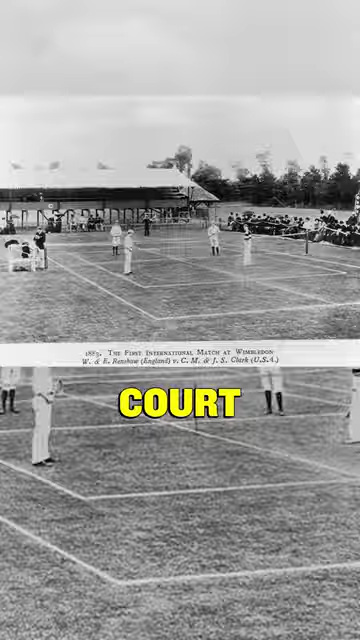 1883. The First International Match at Wimbledon
W. & E. Renshaw (England) v. C. M. & J. S. Clark (U.S.A.)
COURT